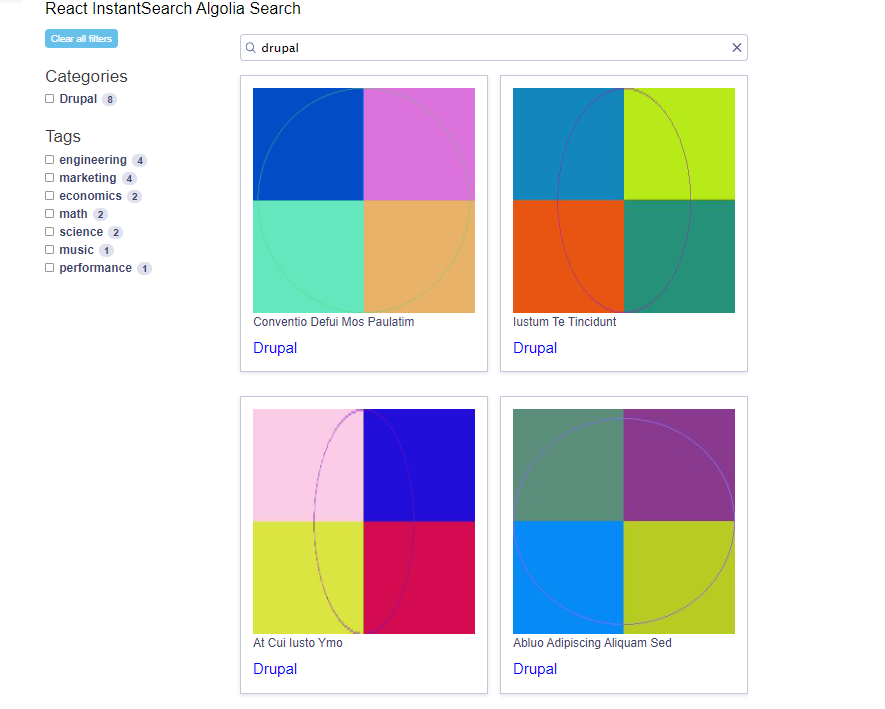 React InstantSearch Algolia Search
Clear all filters
Categories
Drupal 8
Tags
engineering 4
marketing 4
economics 2
math 2
science 2
music 1
performance 1
drupal
Conventio Defui Mos Paulatim
Drupal
Iustum Te Tincidunt
Drupal
At Cui Iusto Ymo
Drupal
Abluo Adipiscing Aliquam Sed
Drupal